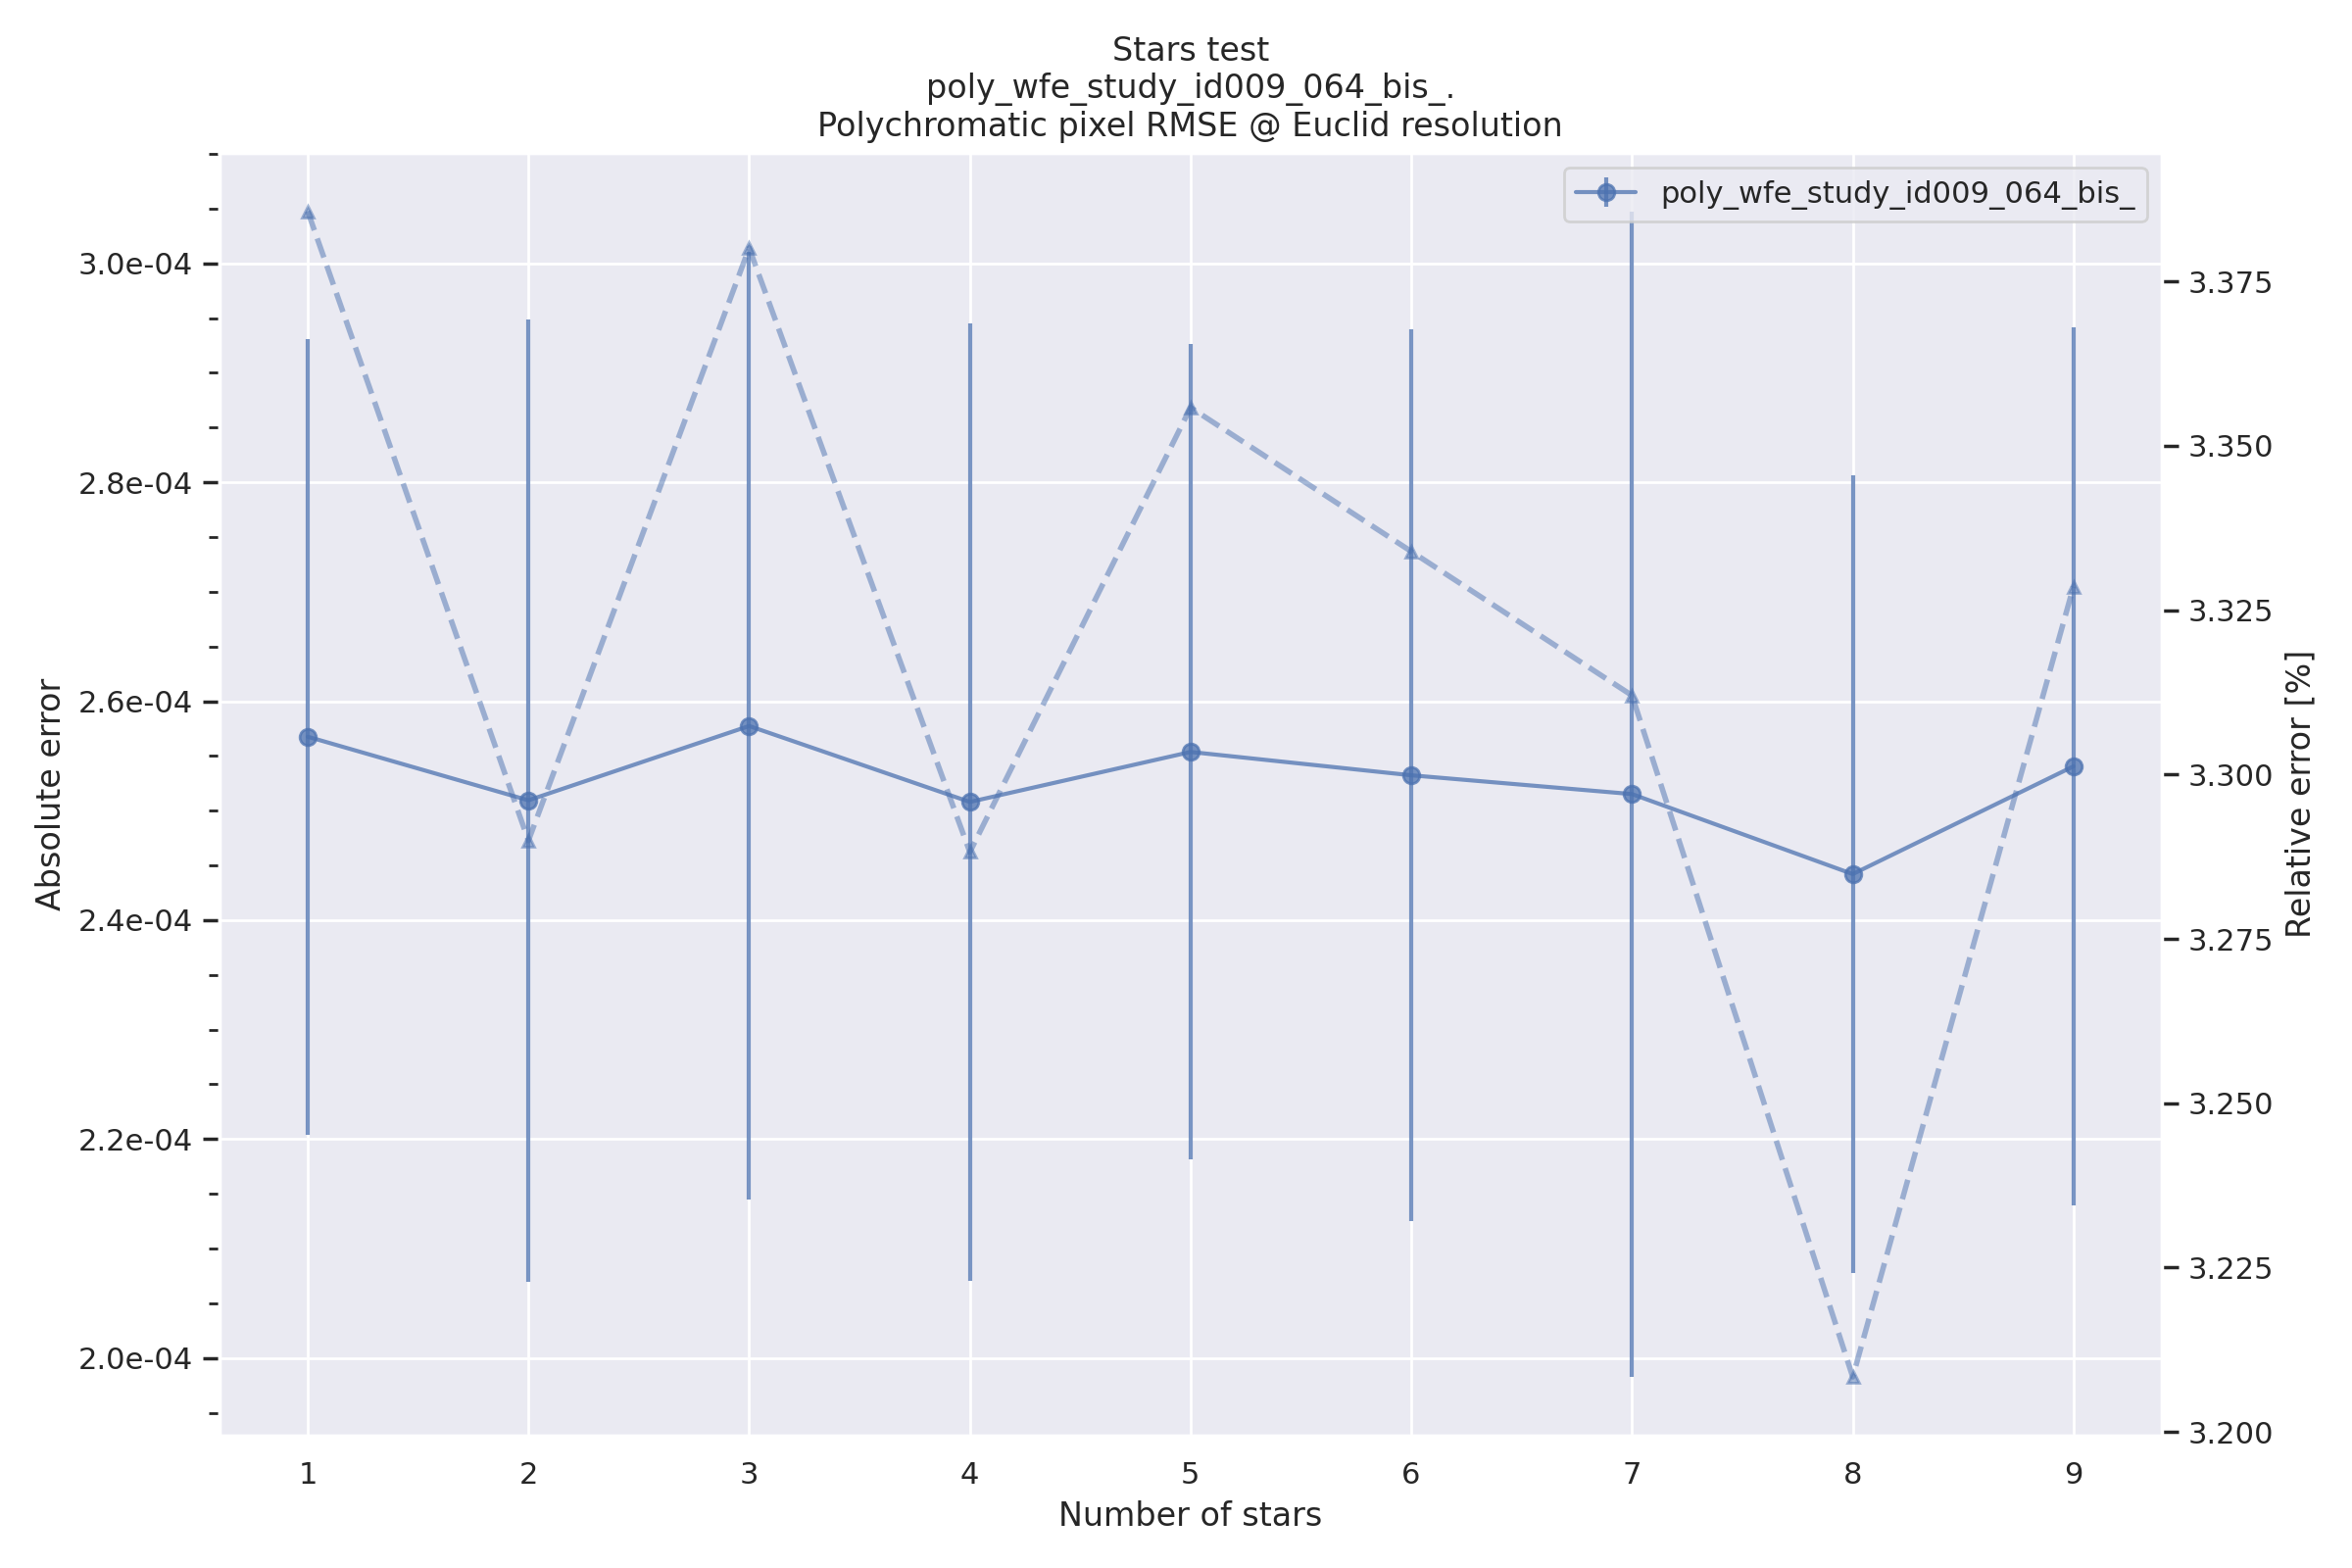 Stars test
poly_wfe_study_id009_064_bis_.
Polychromatic pixel RMSE @ Euclid resolution
poly_wfe_study_id009_064_bis_
Absolute error
3.0e-04
2.8e-04
2.6e-04
2.4e-04
2.2e-04
2.0e-04
3.375
3.350
3.325
3.300
3.275
3.250
3.225
3.200
Relative error [%]
1 2 3 4 5 6 7 8 9
Number of stars